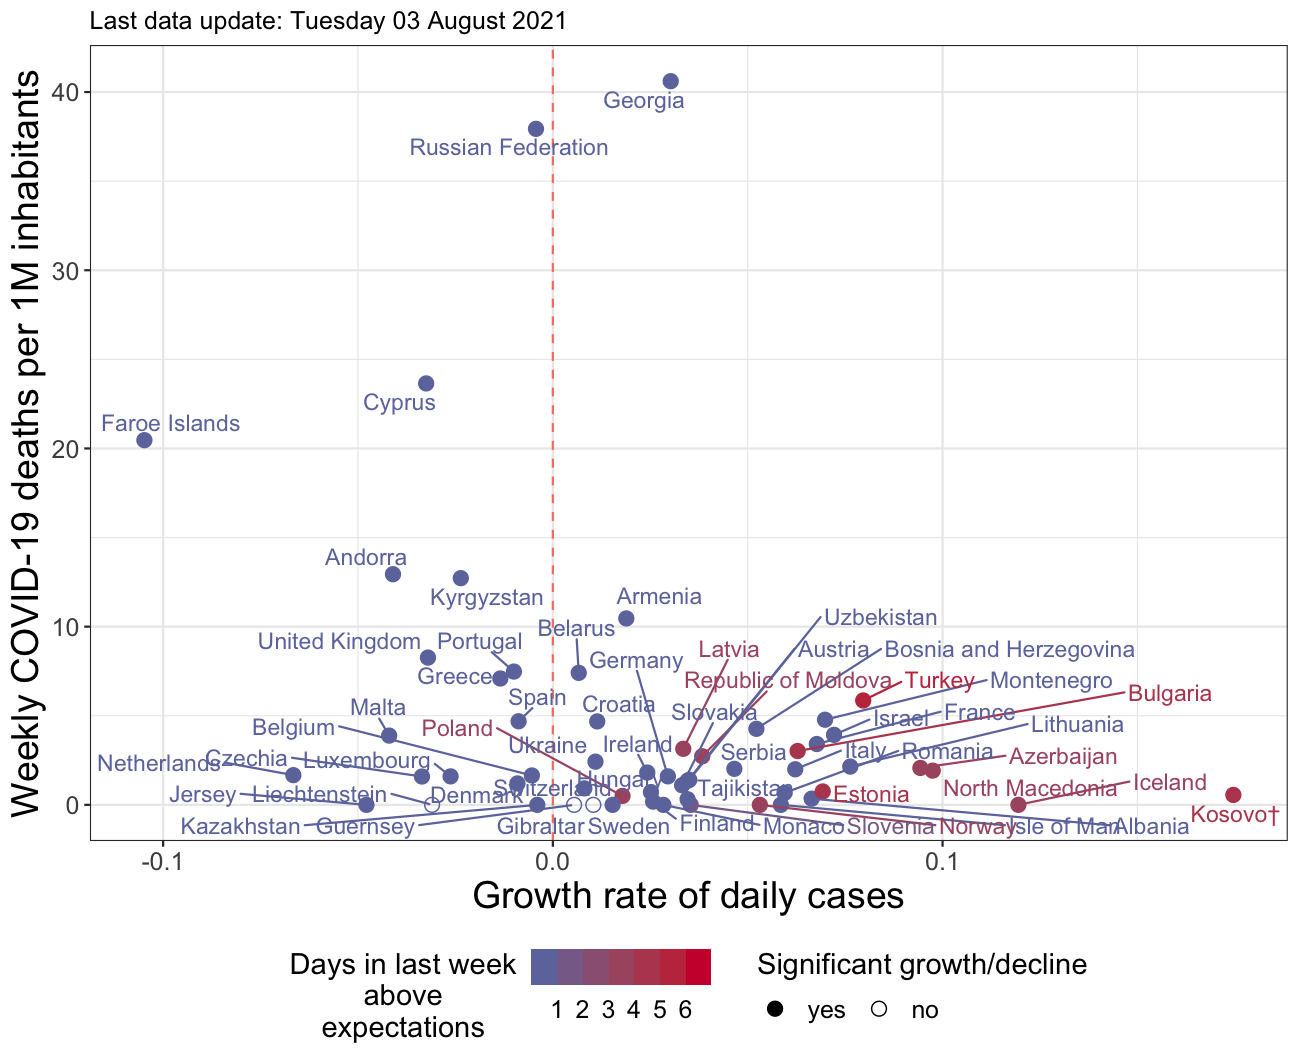 Last data update: Tuesday 03 August 2021
Weekly COVID-19 deaths per 1M inhabitants
40
30
20
10
0
Georgia
Russian Federation
Cyprus
Faroe Islands
Andorra
Kyrgyzstan
Armenia
Uzbekistan
Belarus
United Kingdom
Portugal
Latvia
Austria
Bosnia and Herzegovina
Germany
Greece
Republic of Moldova
Turkey
Montenegro
Bulgaria
Spain
Malta
Croatia
Slovakia
Israel
France
Belgium
Poland
Lithuania
Ukraine
Ireland
Serbia
Italy
Romania
Netherlands
Czechia
Luxembourg
Azerbaijan
Hungary
Iceland
Jersey
Liechtenstein
Denmark
Switzerland
Tajikistan
Estonia
North Macedonia
Kosovo†
Kazakhstan
Guernsey
Gibraltar
Sweden
Finland
Monaco
Slovenia
Norway
Isle of Man
Albania
-0.1
0.0
0.1
Growth rate of daily cases
Days in last week
above
expectations
1 2 3 4 5 6
Significant growth/decline
yes
no